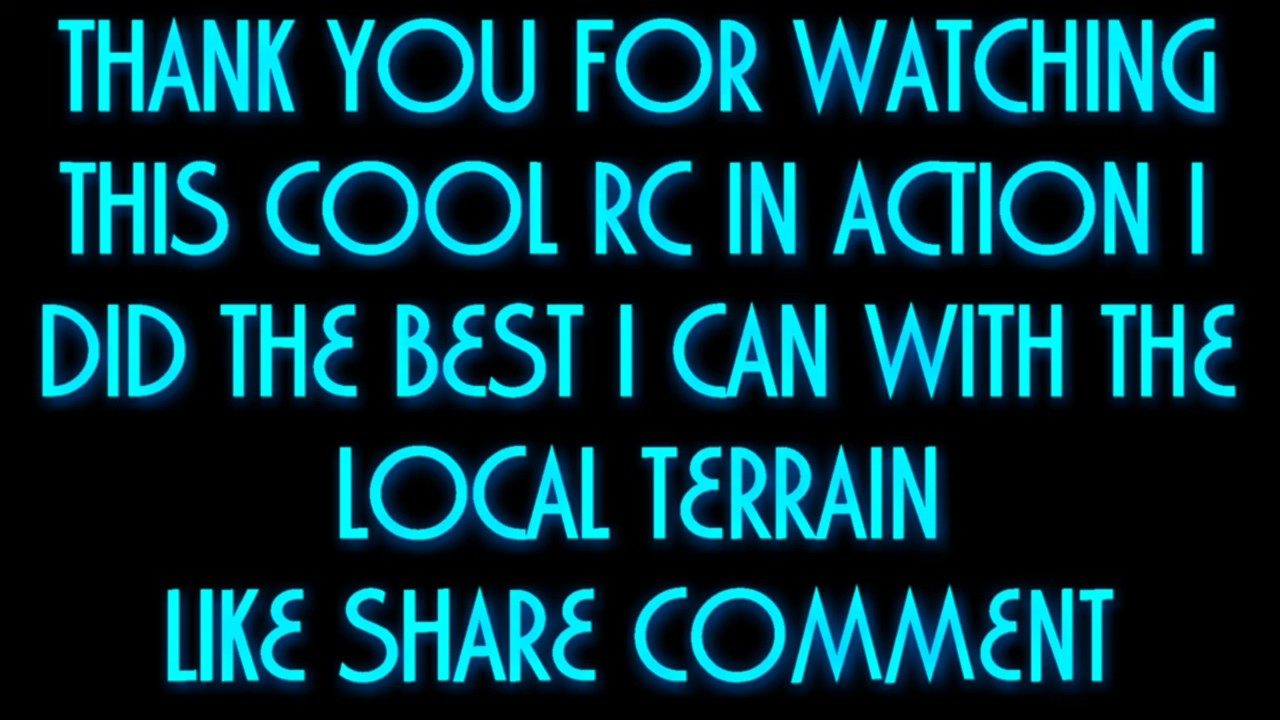 THANK YOU FOR WATCHING
THIS COOL RC IN ACTION I
DID THE BEST I CAN WITH THE
LOCAL TERRAIN
LIKE SHARE COMMENT